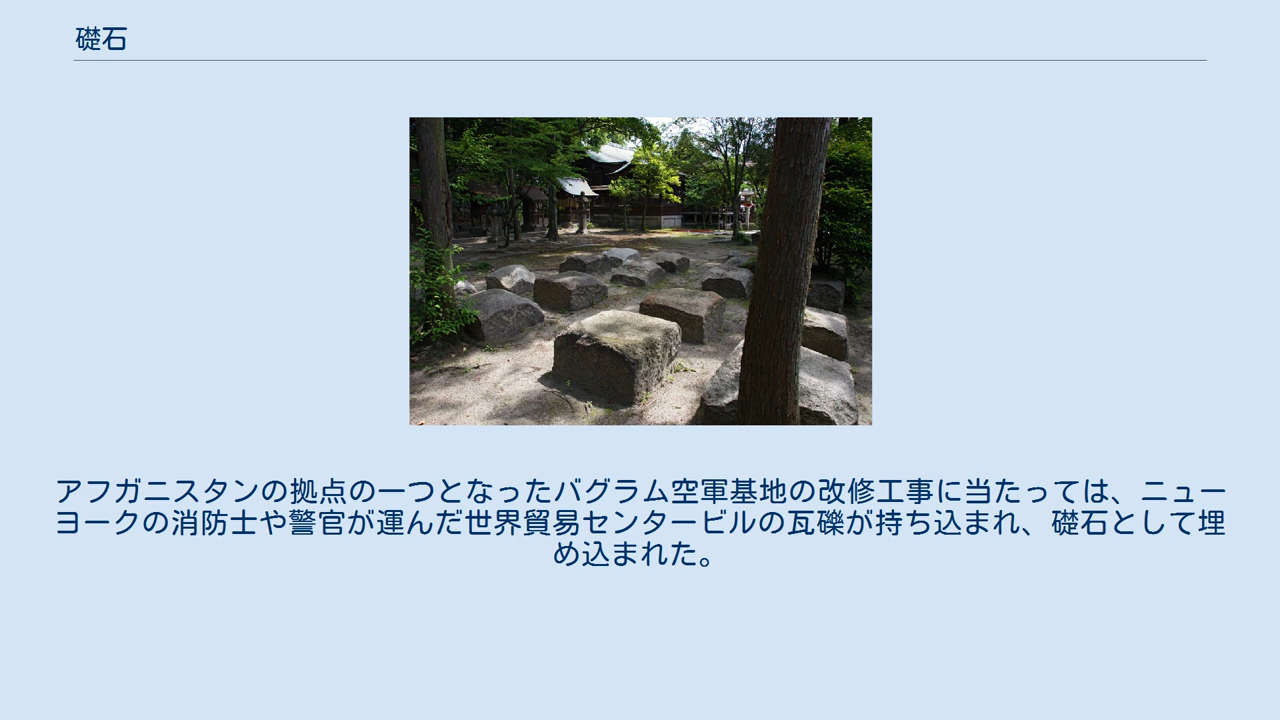 礎石
アフガニスタンの拠点の一つとなったバグラム空軍基地の改修工事に当たっては、ニュー
ヨークの消防士や警官が運んだ世界貿易センタービルの瓦礫が持ち込まれ、礎石として埋
め込まれた。